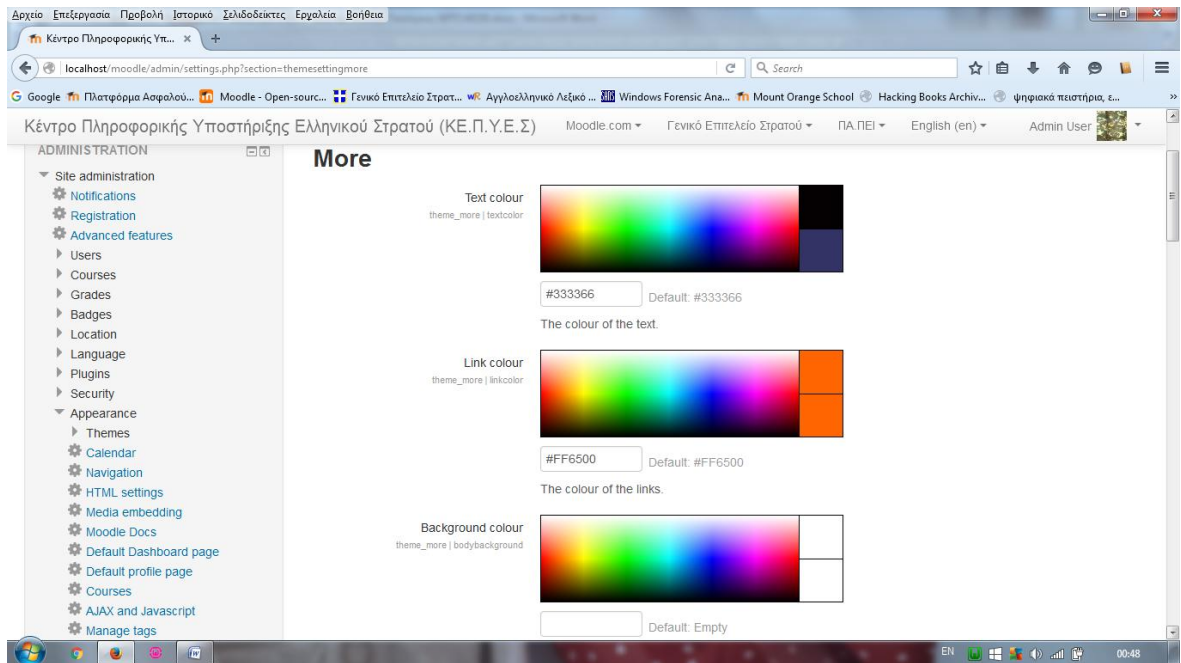 Αρχείο Επεξεργασία Προβολή Ιστορικό Σελιδοδείκτες Εργαλεία Βοήθεια
Κέντρο Πληροφορικής Υπ... × +
localhost/moodle/admin/settings.php?section=themesettingmore
Search
Google Πλατφόρμα Ασφαλού... Moodle - Open-sourc... Γενικό Επιτελείο Στρατ... Αγγλοελληνικό Λεξικό ... Windows Forensic Ana... Mount Orange School Hacking Books Archiv... ψηφιακά πειστήρια, ε... »
Κέντρο Πληροφορικής Υποστήριξης Ελληνικού Στρατού (ΚΕ.Π.Υ.Ε.Σ) Moodle.com Γενικό Επιτελείο Στρατού ΠΑ.ΠΕΙ English (en) Admin User
ADMINISTRATION
Site administration
Notifications
Registration
Advanced features
Users
Courses
Grades
Badges
Location
Language
Plugins
Security
Appearance
Themes
Calendar
Navigation
HTML settings
Media embedding
Moodle Docs
Default Dashboard page
Default profile page
Courses
AJAX and Javascript
Manage tags
More
Text colour
theme_more | textcolor
#333366 Default: #333366
The colour of the text.
Link colour
theme_more | linkcolor
#FF6500 Default: #FF6500
The colour of the links.
Background colour
theme_more | bodybackground
Default: Empty
EN 00:48